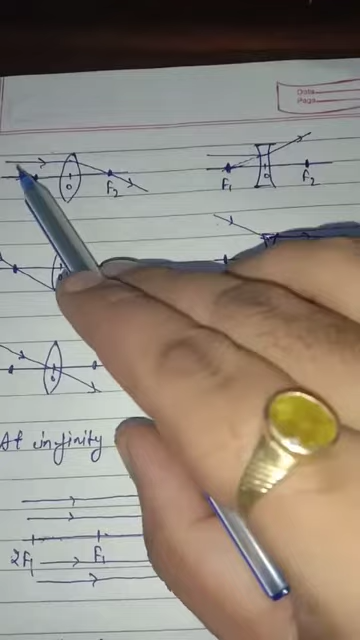 Date
Page
O F2
F1 O F2
O
At infinity
2F1 F1